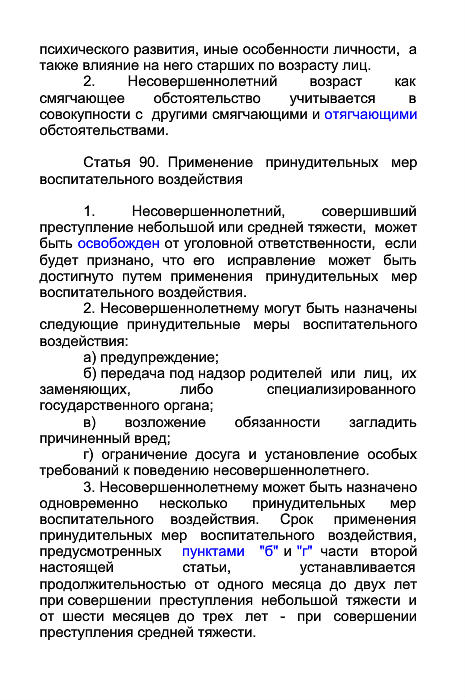 психического развития, иные особенности личности, а
также влияние на него старших по возрасту лиц.
2. Несовершеннолетний возраст как
смягчающее обстоятельство учитывается в
совокупности с другими смягчающими и отягчающими
обстоятельствами.
Статья 90. Применение принудительных мер
воспитательного воздействия
1. Несовершеннолетний, совершивший
преступление небольшой или средней тяжести, может
быть освобожден от уголовной ответственности, если
будет признано, что его исправление может быть
достигнуто путем применения принудительных мер
воспитательного воздействия.
2. Несовершеннолетнему могут быть назначены
следующие принудительные меры воспитательного
воздействия:
а) предупреждение;
б) передача под надзор родителей или лиц, их
заменяющих, либо специализированного
государственного органа;
в) возложение обязанности загладить
причиненный вред;
г) ограничение досуга и установление особых
требований к поведению несовершеннолетнего.
3. Несовершеннолетнему может быть назначено
одновременно несколько принудительных мер
воспитательного воздействия. Срок применения
принудительных мер воспитательного воздействия,
предусмотренных пунктами "б" и "г" части второй
настоящей статьи, устанавливается
продолжительностью от одного месяца до двух лет
при совершении преступления небольшой тяжести и
от шести месяцев до трех лет - при совершении
преступления средней тяжести.